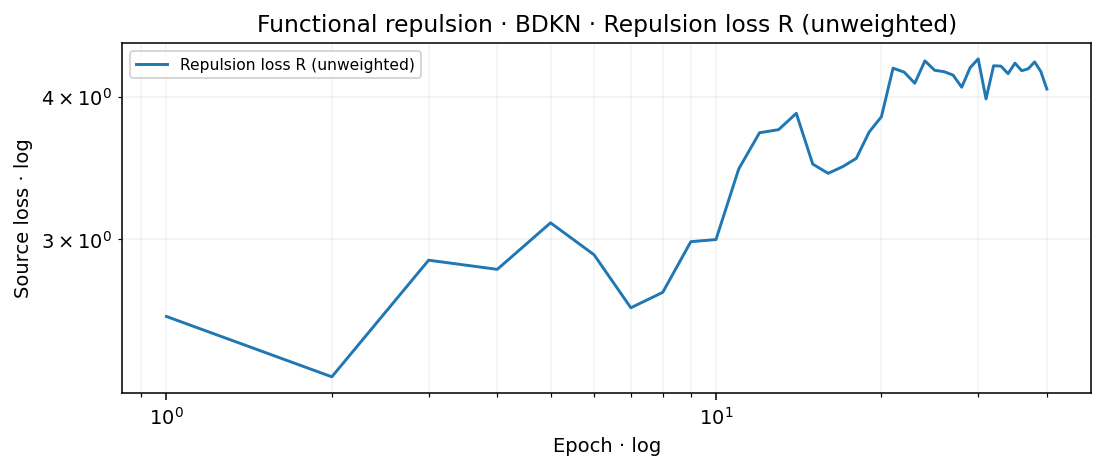 Functional repulsion · BDKN · Repulsion loss R (unweighted)
Repulsion loss R (unweighted)
Source loss · log
4 × 10⁰
3 × 10⁰
10⁰
10¹
Epoch · log